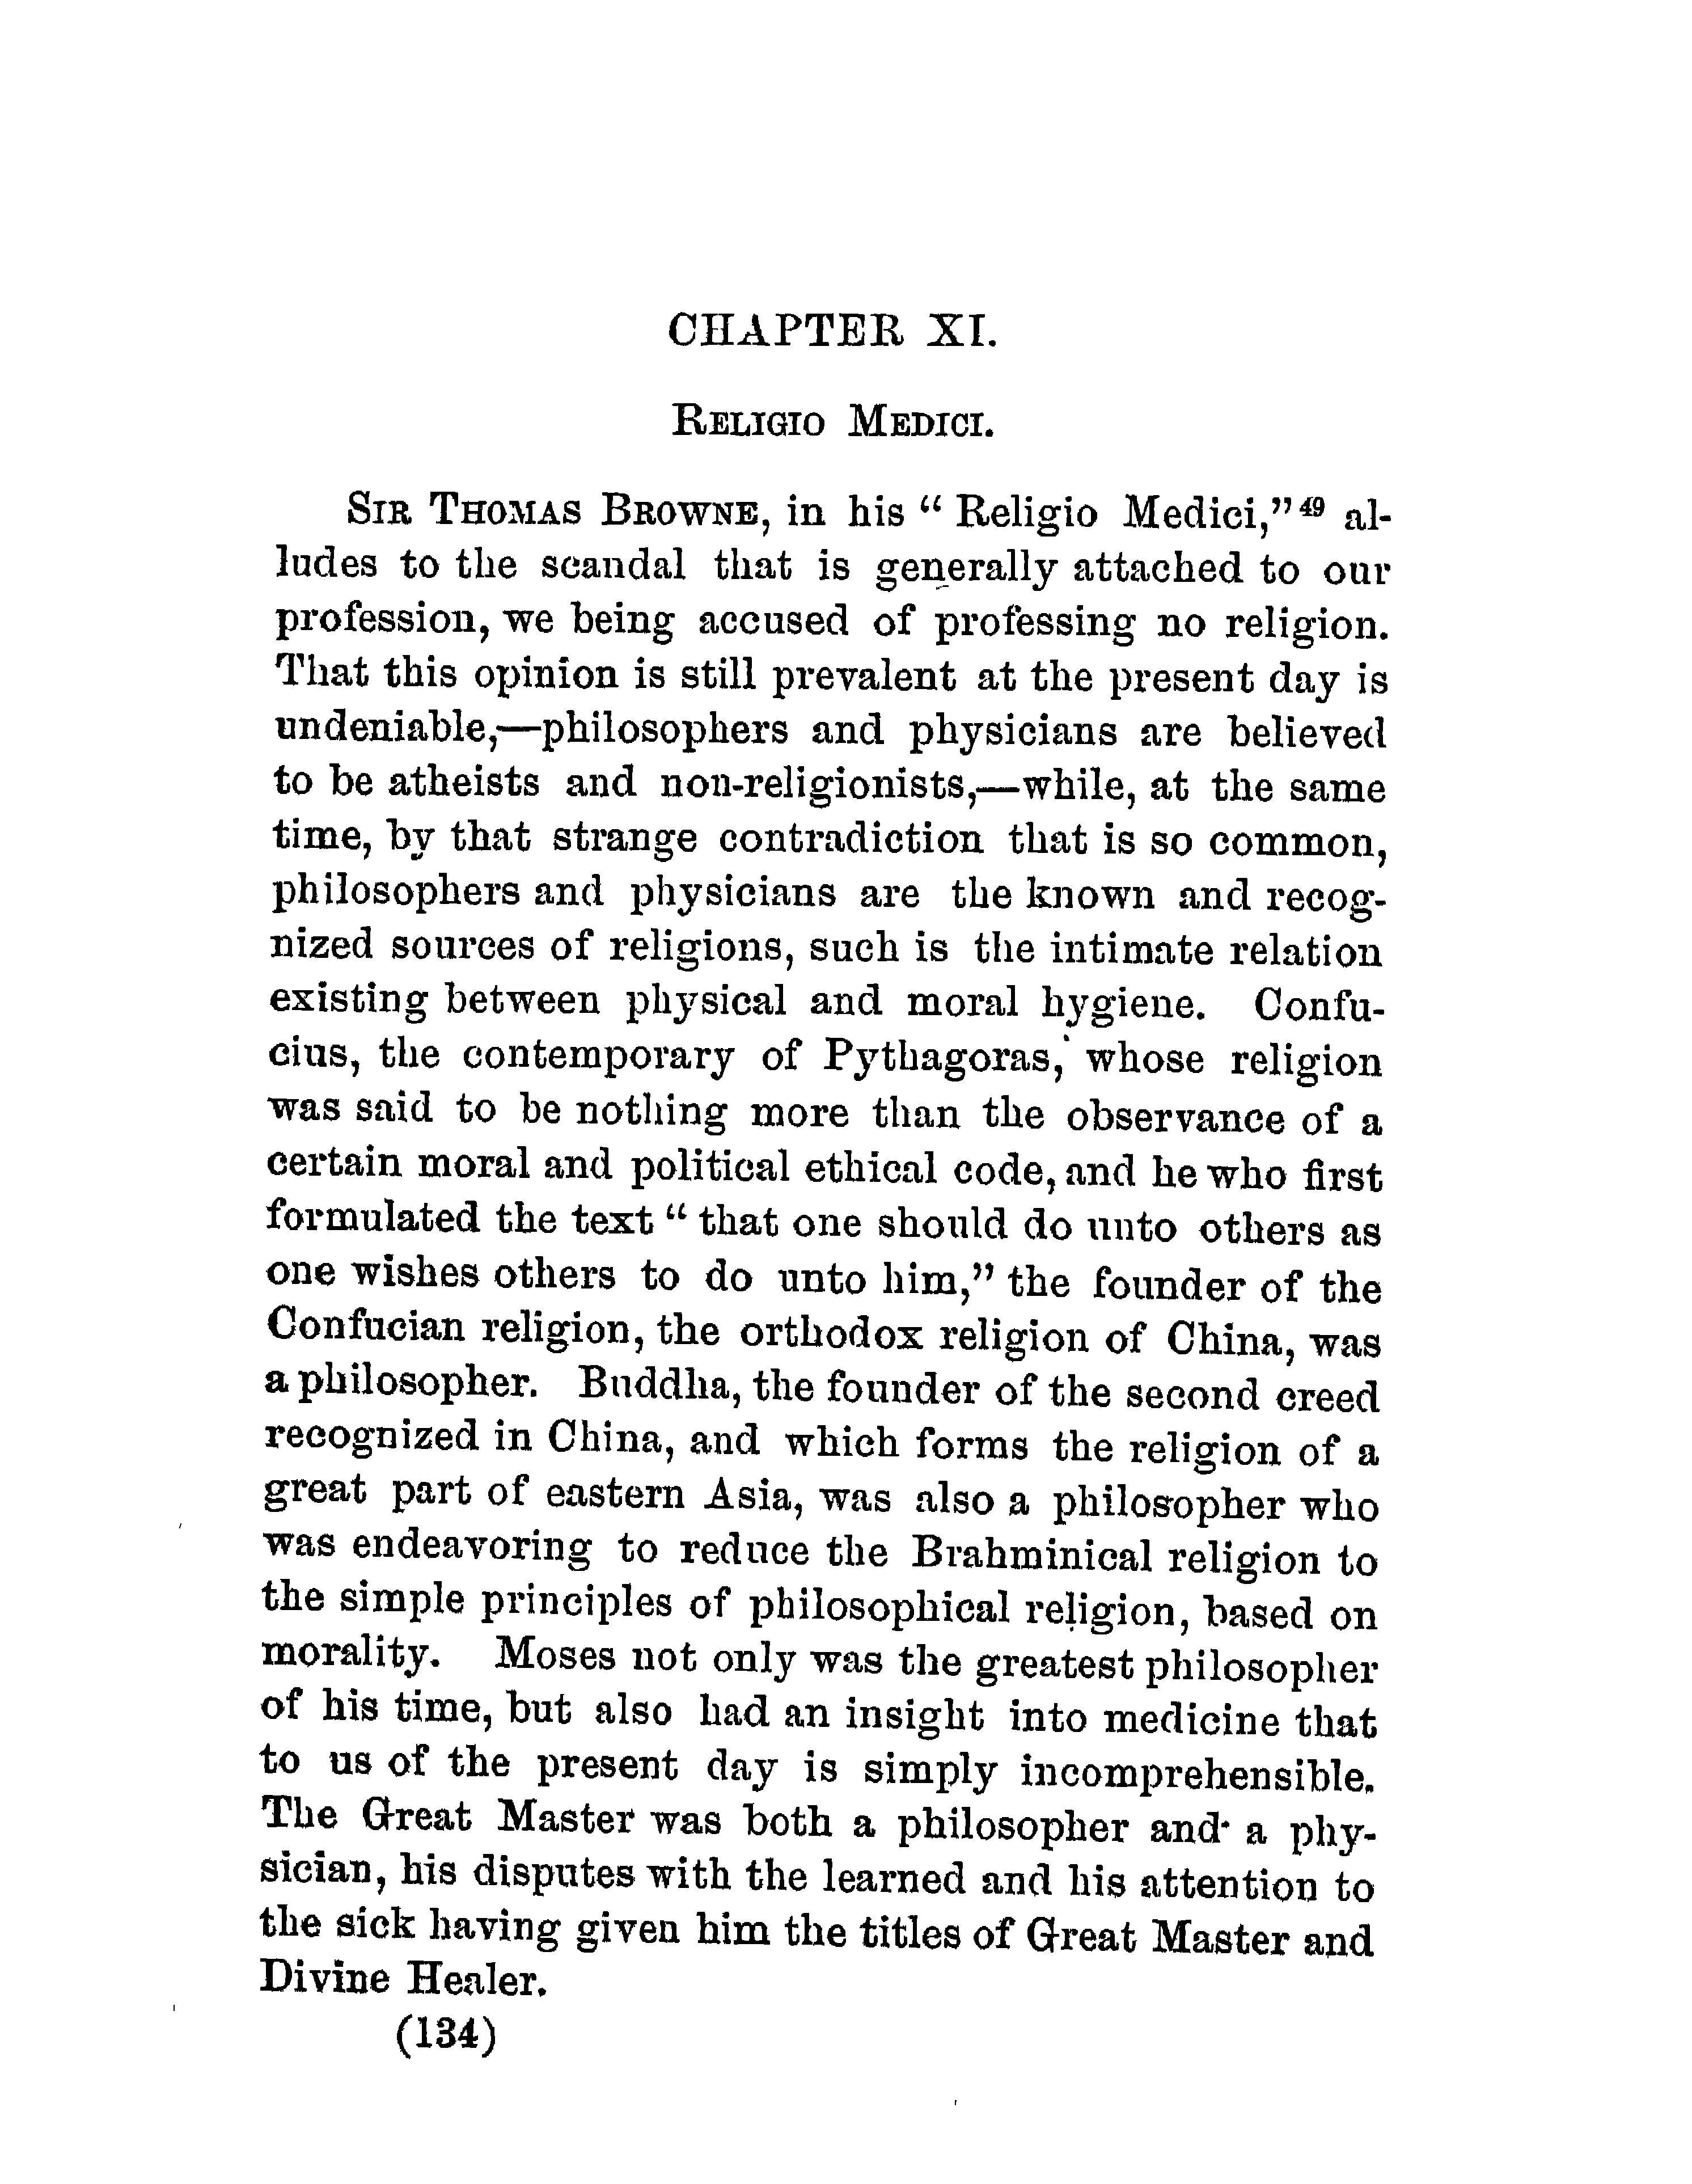 CHAPTER XI.
RELIGIO MEDICI.
SIR THOMAS BROWNE, in his “ Religio Medici,”⁴⁹ al-
ludes to the scandal that is generally attached to our
profession, we being accused of professing no religion.
That this opinion is still prevalent at the present day is
undeniable,—philosophers and physicians are believed
to be atheists and non-religionists,—while, at the same
time, by that strange contradiction that is so common,
philosophers and physicians are the known and recog-
nized sources of religions, such is the intimate relation
existing between physical and moral hygiene. Confu-
cius, the contemporary of Pythagoras, whose religion
was said to be nothing more than the observance of a
certain moral and political ethical code, and he who first
formulated the text “ that one should do unto others as
one wishes others to do unto him,” the founder of the
Confucian religion, the orthodox religion of China, was
a philosopher. Buddha, the founder of the second creed
recognized in China, and which forms the religion of a
great part of eastern Asia, was also a philosopher who
was endeavoring to reduce the Brahminical religion to
the simple principles of philosophical religion, based on
morality. Moses not only was the greatest philosopher
of his time, but also had an insight into medicine that
to us of the present day is simply incomprehensible.
The Great Master was both a philosopher and a phy-
sician, his disputes with the learned and his attention to
the sick having given him the titles of Great Master and
Divine Healer.
(134)